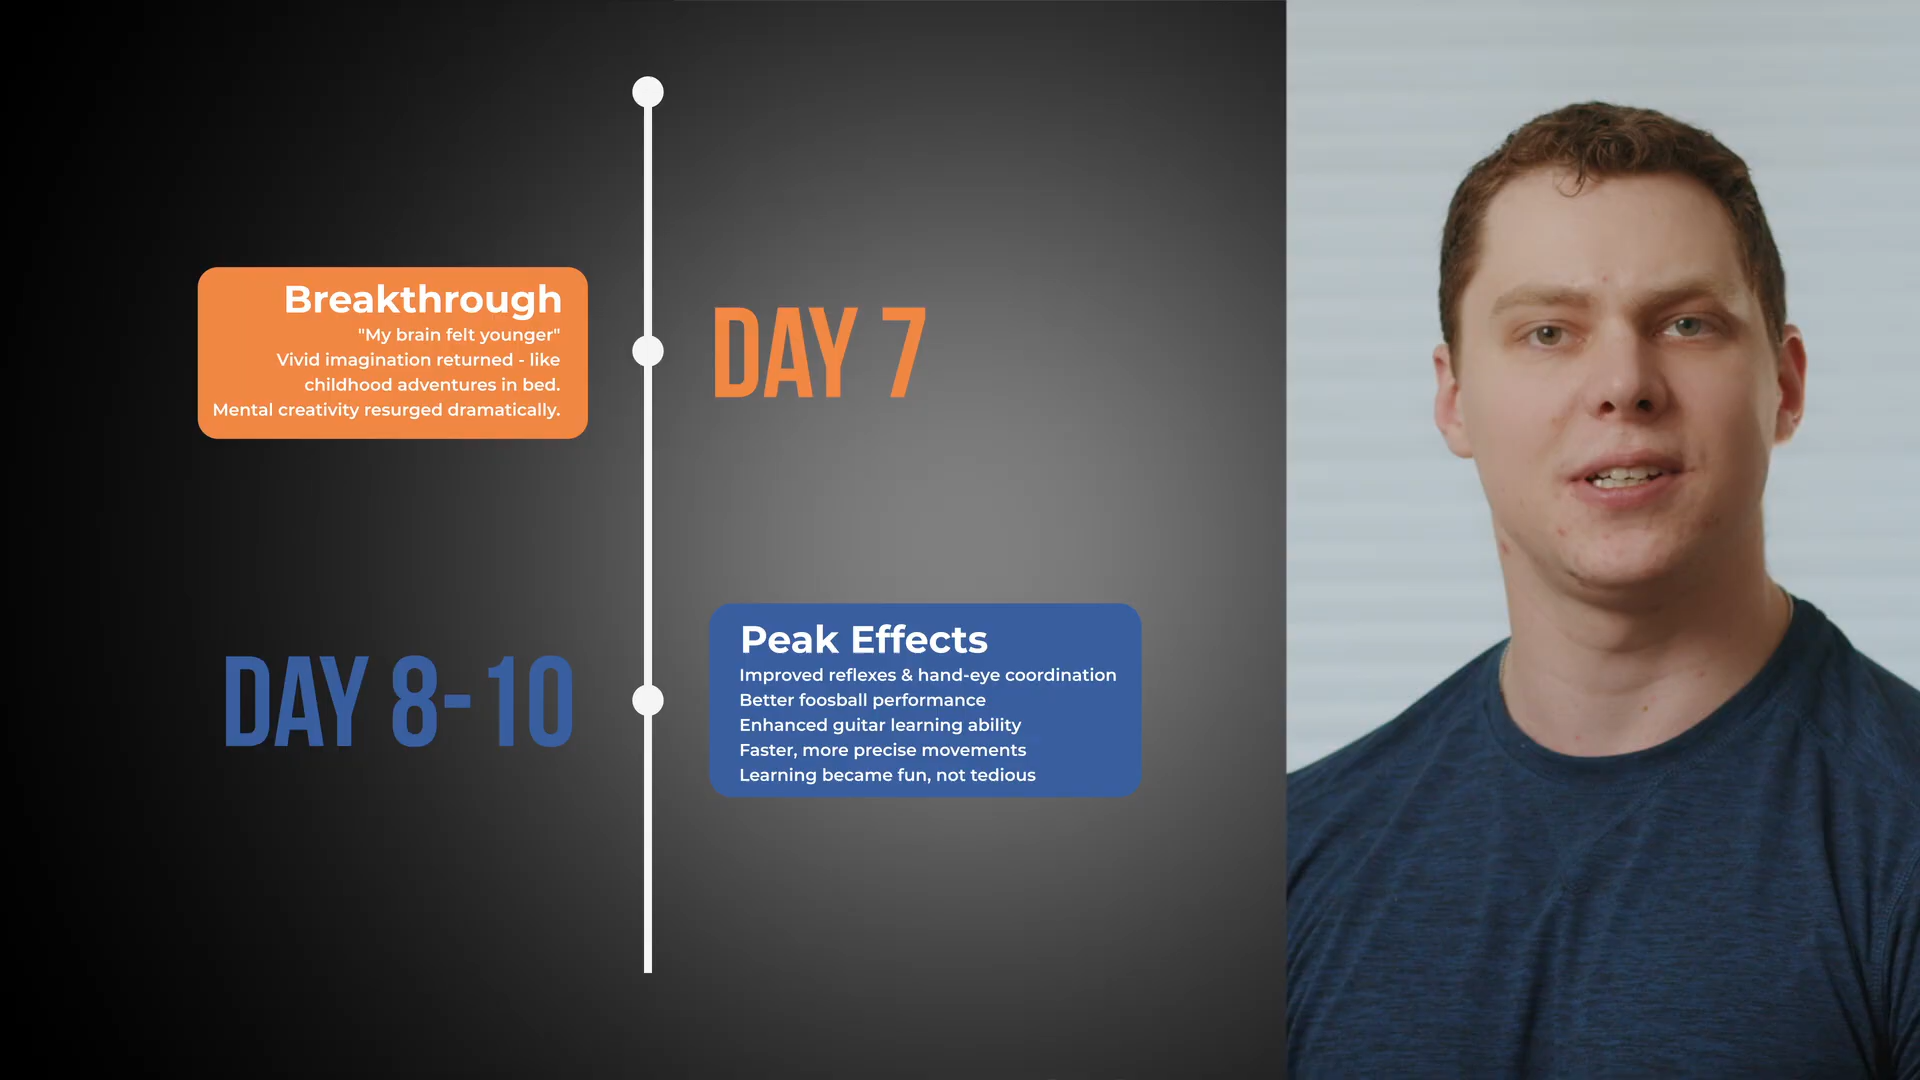 Breakthrough
"My brain felt younger"
Vivid imagination returned - like
childhood adventures in bed.
Mental creativity resurged dramatically.
DAY 7
DAY 8-10
Peak Effects
Improved reflexes & hand-eye coordination
Better foosball performance
Enhanced guitar learning ability
Faster, more precise movements
Learning became fun, not tedious